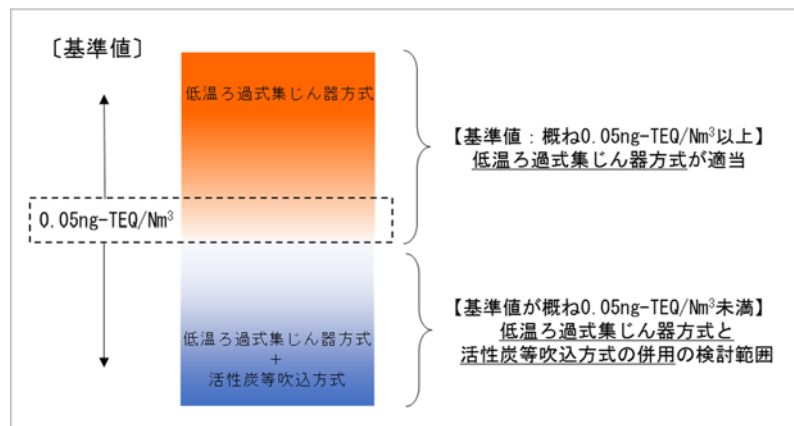 〔基準値〕
低温ろ過式集じん器方式
【基準値：概ね0.05ng-TEQ/Nm³以上】
低温ろ過式集じん器方式が適当
0.05ng-TEQ/Nm³
低温ろ過式集じん器方式
+
活性炭等吹込方式
【基準値が概ね0.05ng-TEQ/Nm³未満】
低温ろ過式集じん器方式と
活性炭等吹込方式の併用の検討範囲